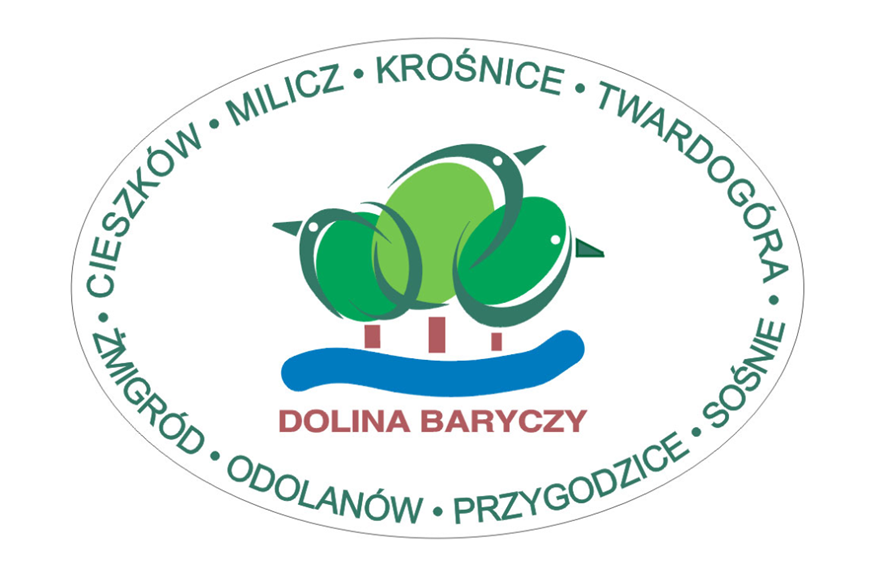 • CIESZKÓW • MILICZ • KROŚNICE • TWARDOGÓRA •
ŻMIGRÓD • ODOLANÓW • PRZYGODZICE • SOŚNIE
DOLINA BARYCZY